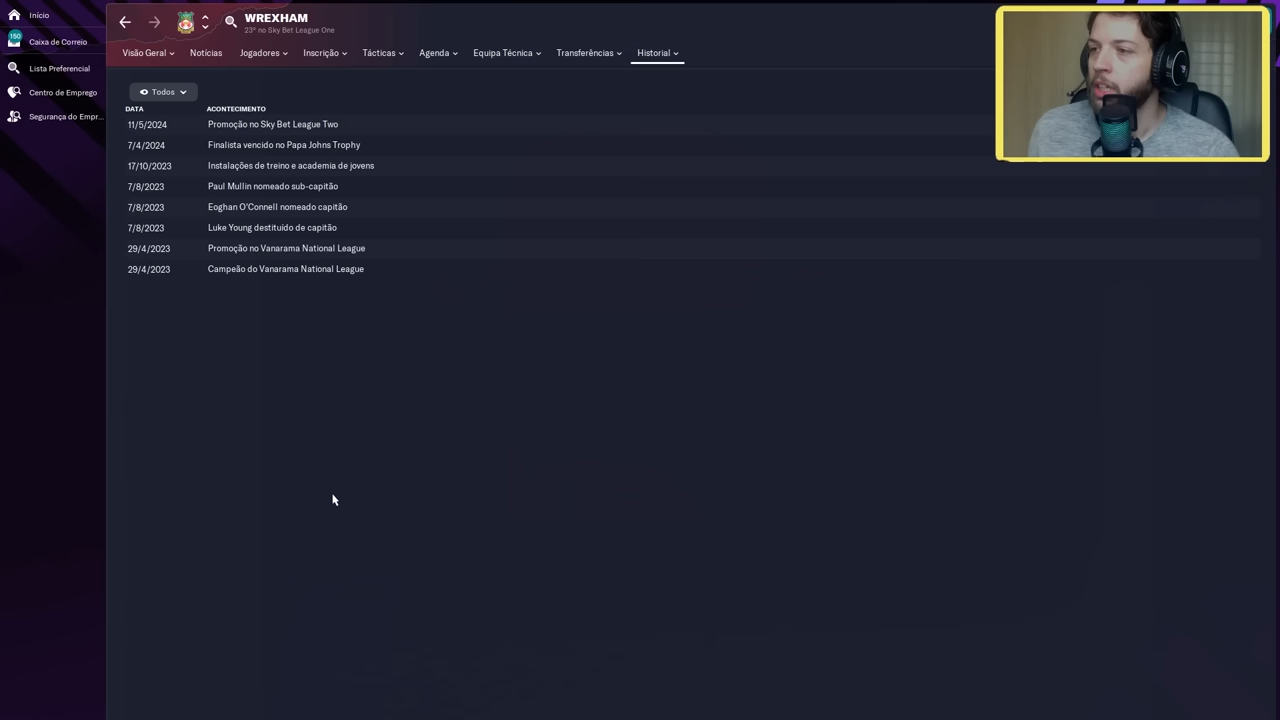 Início
WREXHAM
23º no Sky Bet League One
150
Caixa de Correio
Visão Geral
Notícias
Jogadores
Inscrição
Tácticas
Agenda
Equipa Técnica
Transferências
Historial
Lista Preferencial
Centro de Emprego
Segurança do Empr...
Todos
DATA ACONTECIMENTO
11/5/2024 Promoção no Sky Bet League Two
7/4/2024 Finalista vencido no Papa Johns Trophy
17/10/2023 Instalações de treino e academia de jovens
7/8/2023 Paul Mullin nomeado sub-capitão
7/8/2023 Eoghan O'Connell nomeado capitão
7/8/2023 Luke Young destituído de capitão
29/4/2023 Promoção no Vanarama National League
29/4/2023 Campeão do Vanarama National League